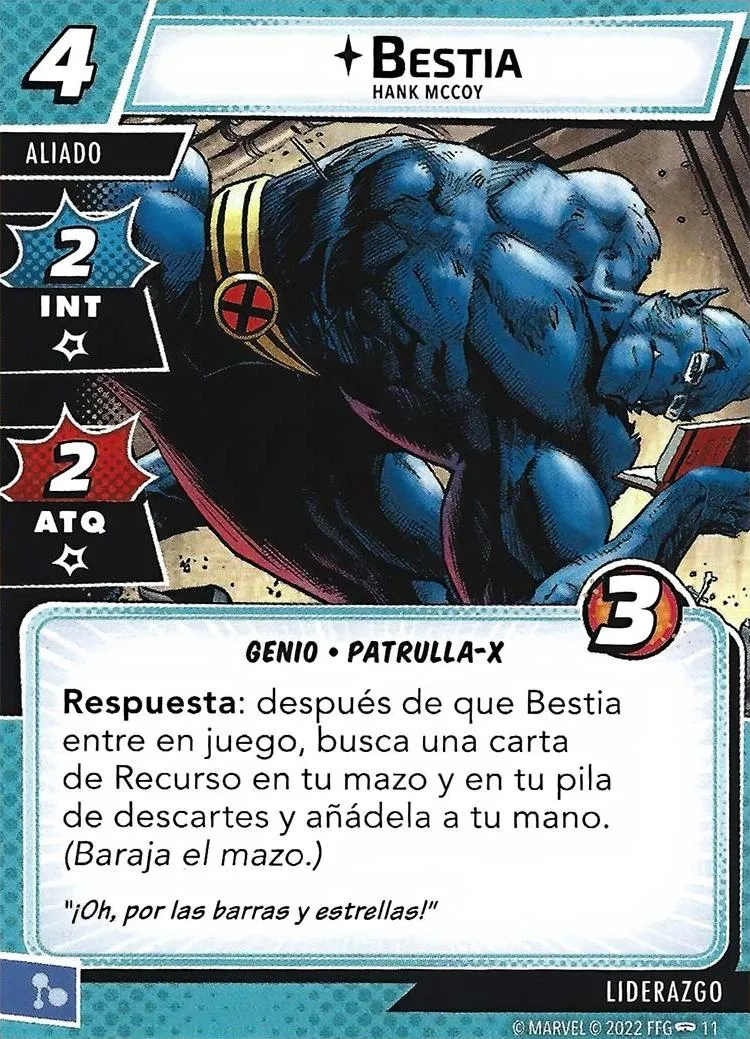 4
BESTIA
HANK MCCOY
ALIADO
2
INT
2
ATQ
3
GENIO • PATRULLA-X
Respuesta: después de que Bestia
entre en juego, busca una carta
de Recurso en tu mazo y en tu pila
de descartes y añádela a tu mano.
(Baraja el mazo.)
"¡Oh, por las barras y estrellas!"
LIDERAZGO
© MARVEL © 2022 FFG 11